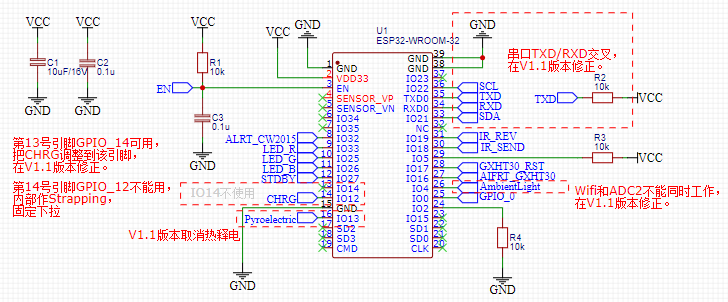 VCC
VCC
C1
10uF/16V
C2
0.1u
GND
GND
VCC
R1
10k
EN
C3
0.1u
GND
VCC
GND
U1
ESP32-WROOM-32
GND
串口TXD/RXD交叉，
在V1.1版本修正。
1
GND
2
VDD33
3
EN
4
SENSOR_VP
5
SENSOR_VN
6
IO34
7
IO35
8
IO32
9
IO33
10
IO25
11
IO26
12
IO27
13
IO14
14
IO12
15
GND
16
IO13
17
SD2
18
SD3
19
CMD
39
GND
38
GND
37
IO23
36
IO22
35
TXD0
34
RXD0
33
IO21
32
NC
31
IO19
30
IO18
29
IO5
28
IO17
27
IO16
26
IO4
25
IO0
24
IO2
23
IO15
22
SD1
21
SD0
20
CLK
SCL
TXD
RXD
SDA
TXD
R2
10k
VCC
IR_REV
IR_SEND
R3
10k
VCC
GXHT30_RST
AlFRT_GXHT30
AmbientLight
GPIO_0
Wifi和ADC2不能同时工作，
在V1.1版本修正。
R4
10k
GND
ALRT_CW2015
LED_R
LED_G
LED_B
STDBY
IO14不使用
CHRG
Pyroelectric
第13号引脚GPIO_14可用，
把CHRG调整到该引脚，
在V1.1版本修正。
第14号引脚GPIO_12不能用，
内部作Strapping，
固定下拉
V1.1版本取消热释电
GND